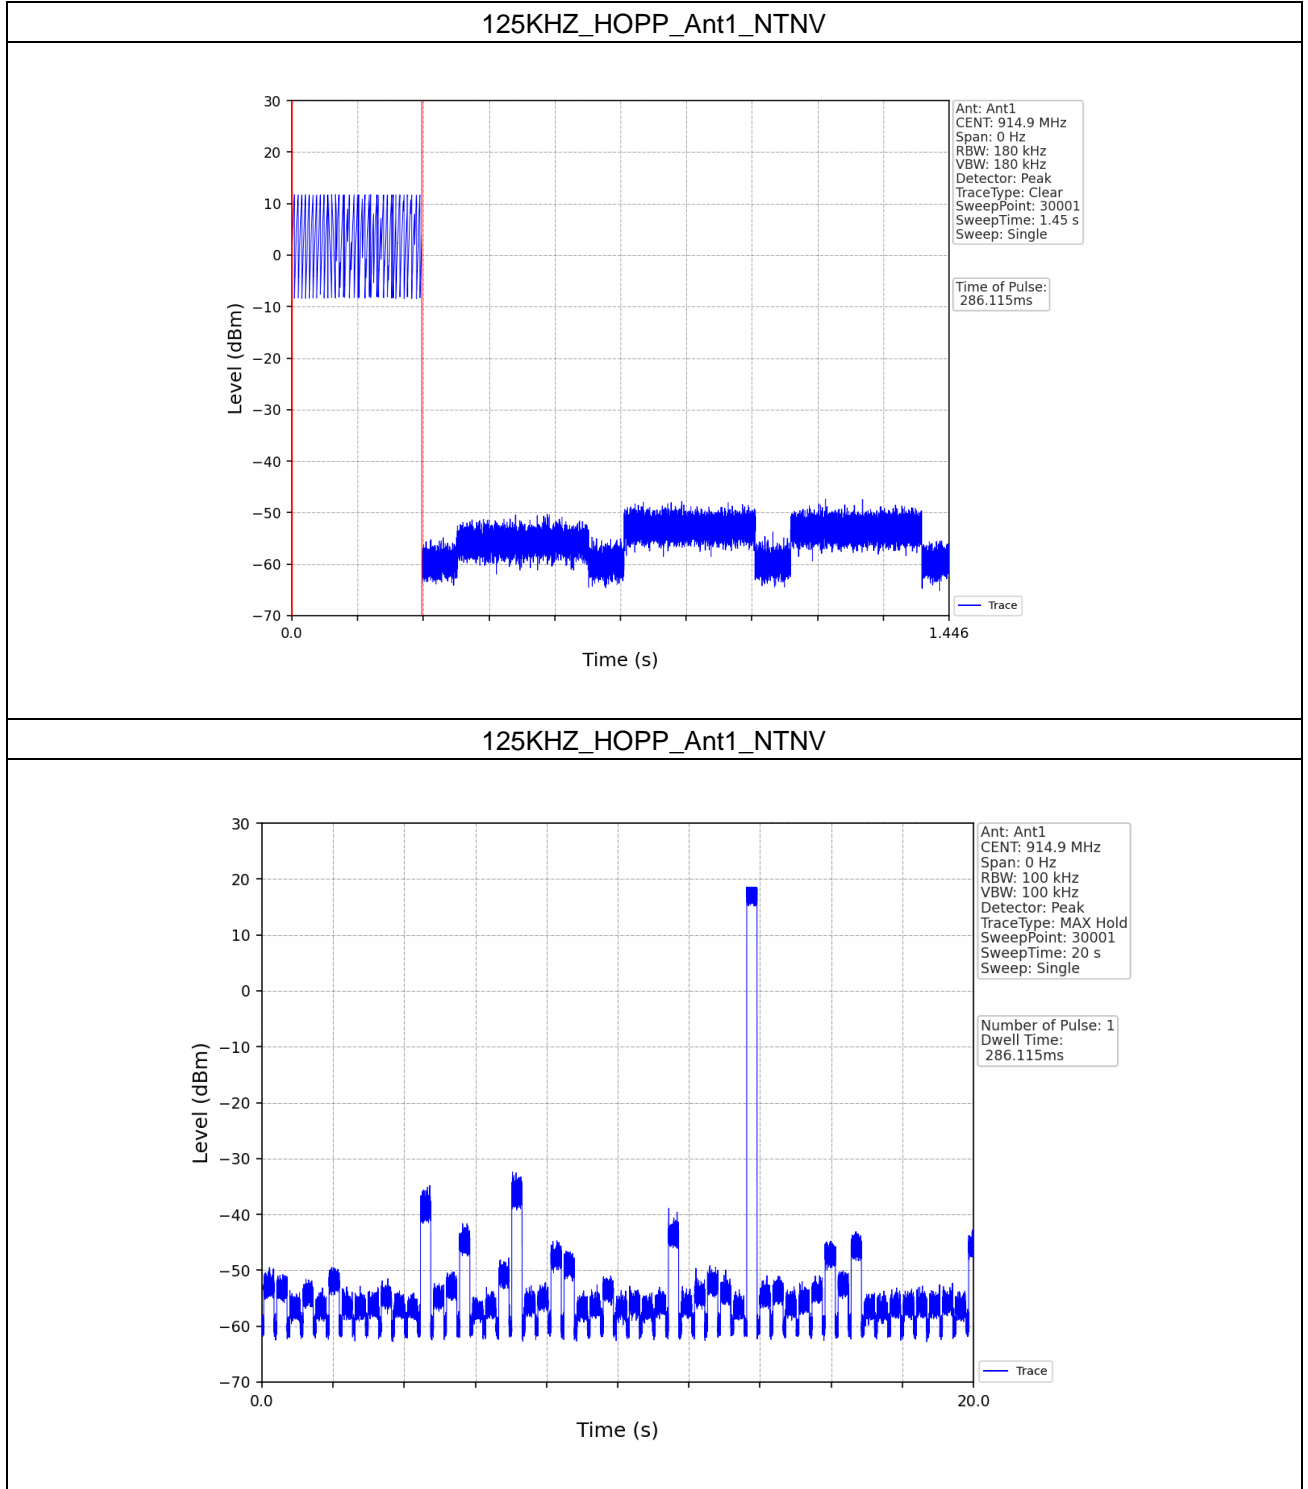 125KHZ_HOPP_Ant1_NTNV
30
20
10
0
−10
−20
−30
−40
−50
−60
−70
Level (dBm)
0.0
1.446
Time (s)
Ant: Ant1
CENT: 914.9 MHz
Span: 0 Hz
RBW: 180 kHz
VBW: 180 kHz
Detector: Peak
TraceType: Clear
SweepPoint: 30001
SweepTime: 1.45 s
Sweep: Single
Time of Pulse:
286.115ms
Trace
125KHZ_HOPP_Ant1_NTNV
30
20
10
0
−10
−20
−30
−40
−50
−60
−70
Level (dBm)
0.0
20.0
Time (s)
Ant: Ant1
CENT: 914.9 MHz
Span: 0 Hz
RBW: 100 kHz
VBW: 100 kHz
Detector: Peak
TraceType: MAX Hold
SweepPoint: 30001
SweepTime: 20 s
Sweep: Single
Number of Pulse: 1
Dwell Time:
286.115ms
Trace